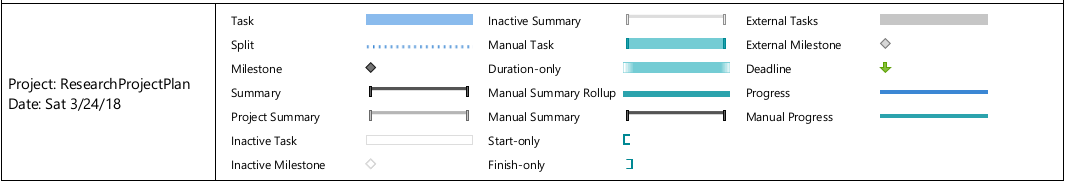 Project: ResearchProjectPlan
Date: Sat 3/24/18
Task
Split
Milestone
Summary
Project Summary
Inactive Task
Inactive Milestone
Inactive Summary
Manual Task
Duration-only
Manual Summary Rollup
Manual Summary
Start-only
Finish-only
External Tasks
External Milestone
Deadline
Progress
Manual Progress